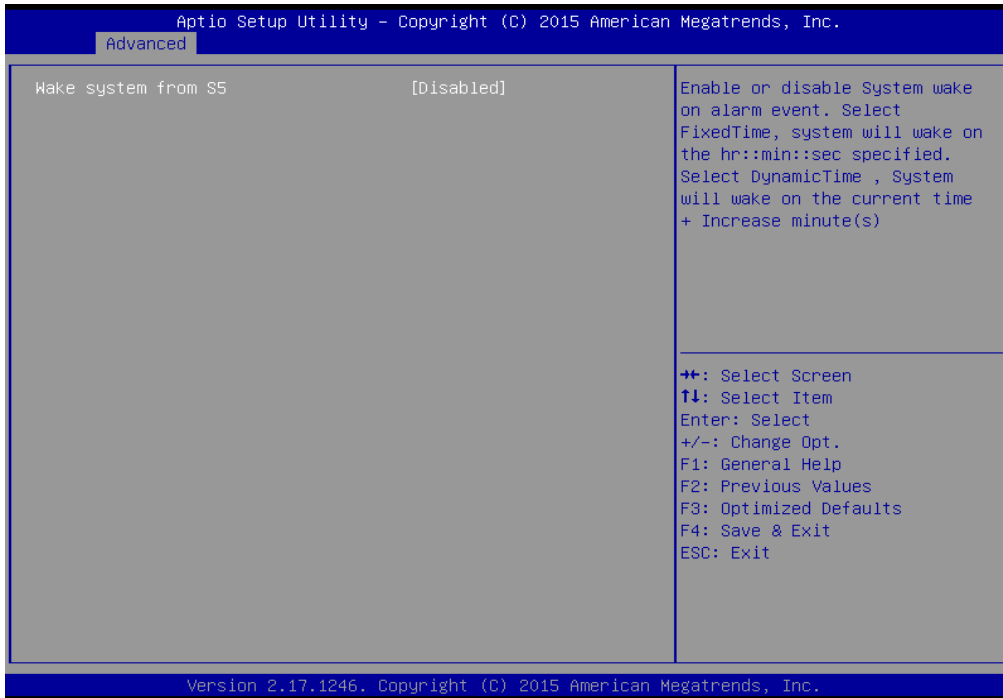 Aptio Setup Utility – Copyright (C) 2015 American Megatrends, Inc.
Advanced
Wake system from S5 [Disabled]
Enable or disable System wake
on alarm event. Select
FixedTime, system will wake on
the hr::min::sec specified.
Select DynamicTime , System
will wake on the current time
+ Increase minute(s)
→←: Select Screen
↑↓: Select Item
Enter: Select
+/-: Change Opt.
F1: General Help
F2: Previous Values
F3: Optimized Defaults
F4: Save & Exit
ESC: Exit
Version 2.17.1246. Copyright (C) 2015 American Megatrends, Inc.